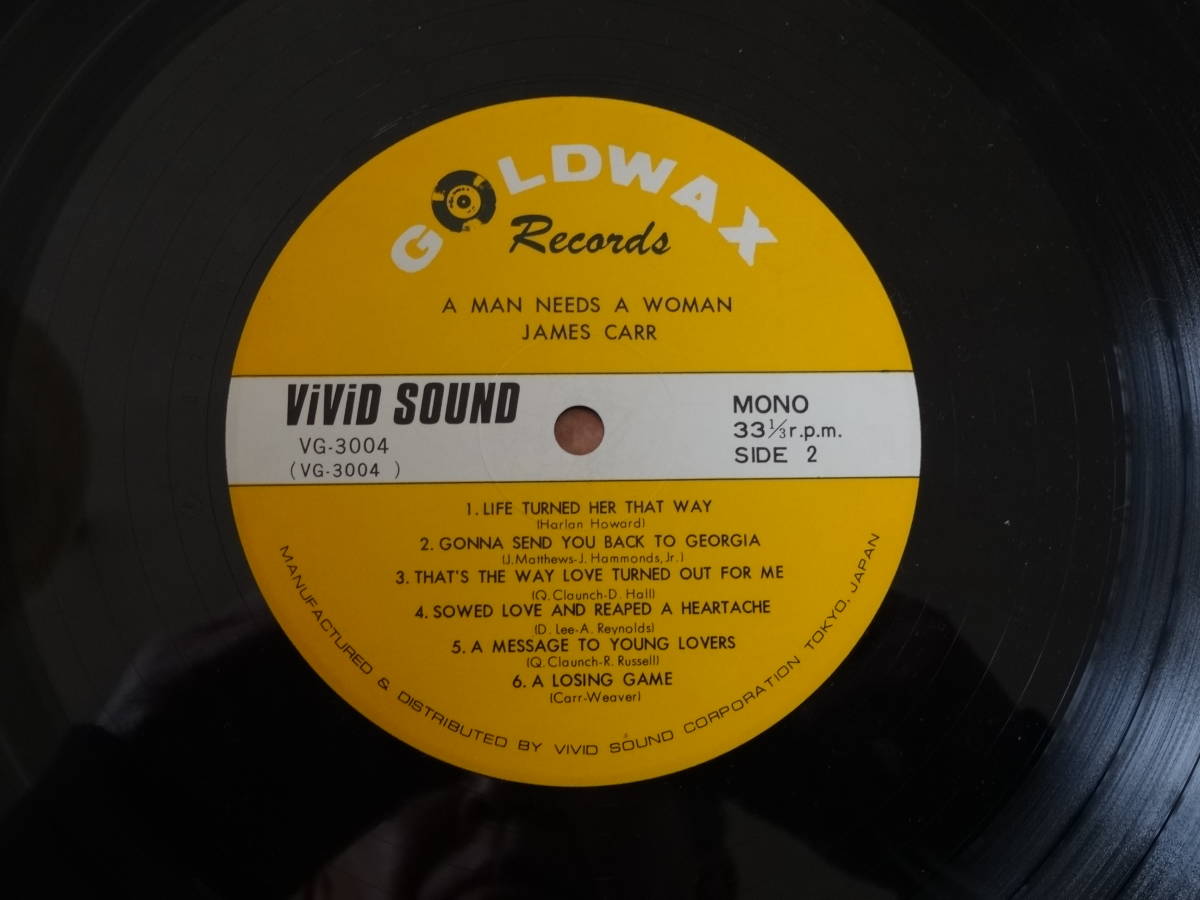 GOLDWAX
Records
A MAN NEEDS A WOMAN
JAMES CARR
ViViD SOUND
VG-3004
(VG-3004 )
MONO
33⅓r.p.m.
SIDE 2
1. LIFE TURNED HER THAT WAY
(Harlan Howard)
2. GONNA SEND YOU BACK TO GEORGIA
(J.Matthews-J. Hammonds, Jr.)
3. THAT'S THE WAY LOVE TURNED OUT FOR ME
(Q. Claunch-D. Hall)
4. SOWED LOVE AND REAPED A HEARTACHE
(D. Lee-A. Reynolds)
5. A MESSAGE TO YOUNG LOVERS
(Q. Claunch-R. Russell)
6. A LOSING GAME
(Carr-Weaver)
MANUFACTURED & DISTRIBUTED BY VIVID SOUND CORPORATION TOKYO, JAPAN